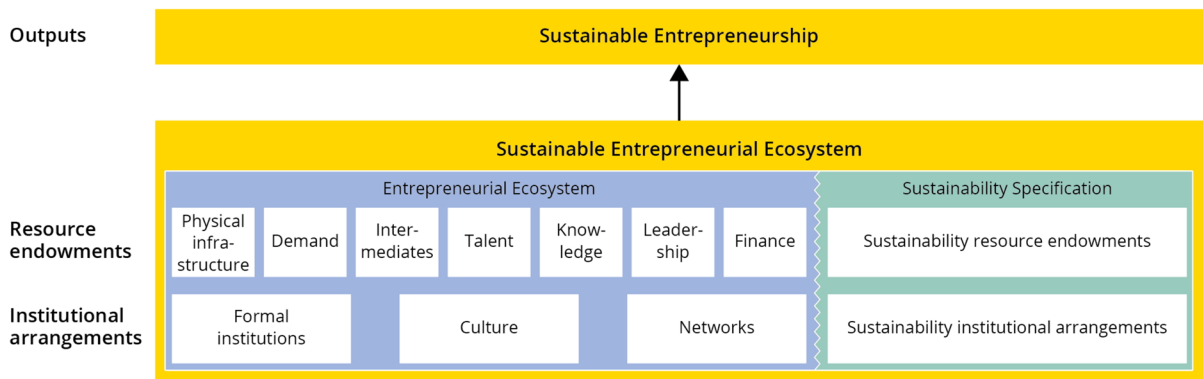 Outputs
Sustainable Entrepreneurship
Sustainable Entrepreneurial Ecosystem
Entrepreneurial Ecosystem
Sustainability Specification
Resource
endowments
Physical
infra-
structure
Demand
Inter-
mediates
Talent
Know-
ledge
Leader-
ship
Finance
Sustainability resource endowments
Institutional
arrangements
Formal
institutions
Culture
Networks
Sustainability institutional arrangements